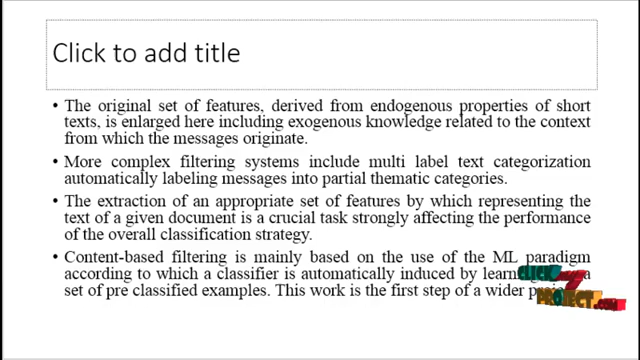 Click to add title
• The original set of features, derived from endogenous properties of short
texts, is enlarged here including exogenous knowledge related to the context
from which the messages originate.
• More complex filtering systems include multi label text categorization
automatically labeling messages into partial thematic categories.
• The extraction of an appropriate set of features by which representing the
text of a given document is a crucial task strongly affecting the performance
of the overall classification strategy.
• Content-based filtering is mainly based on the use of the ML paradigm
according to which a classifier is automatically induced by
set of pre classified examples. This work is the first step of a wider
CLICK
PROJECT.COM